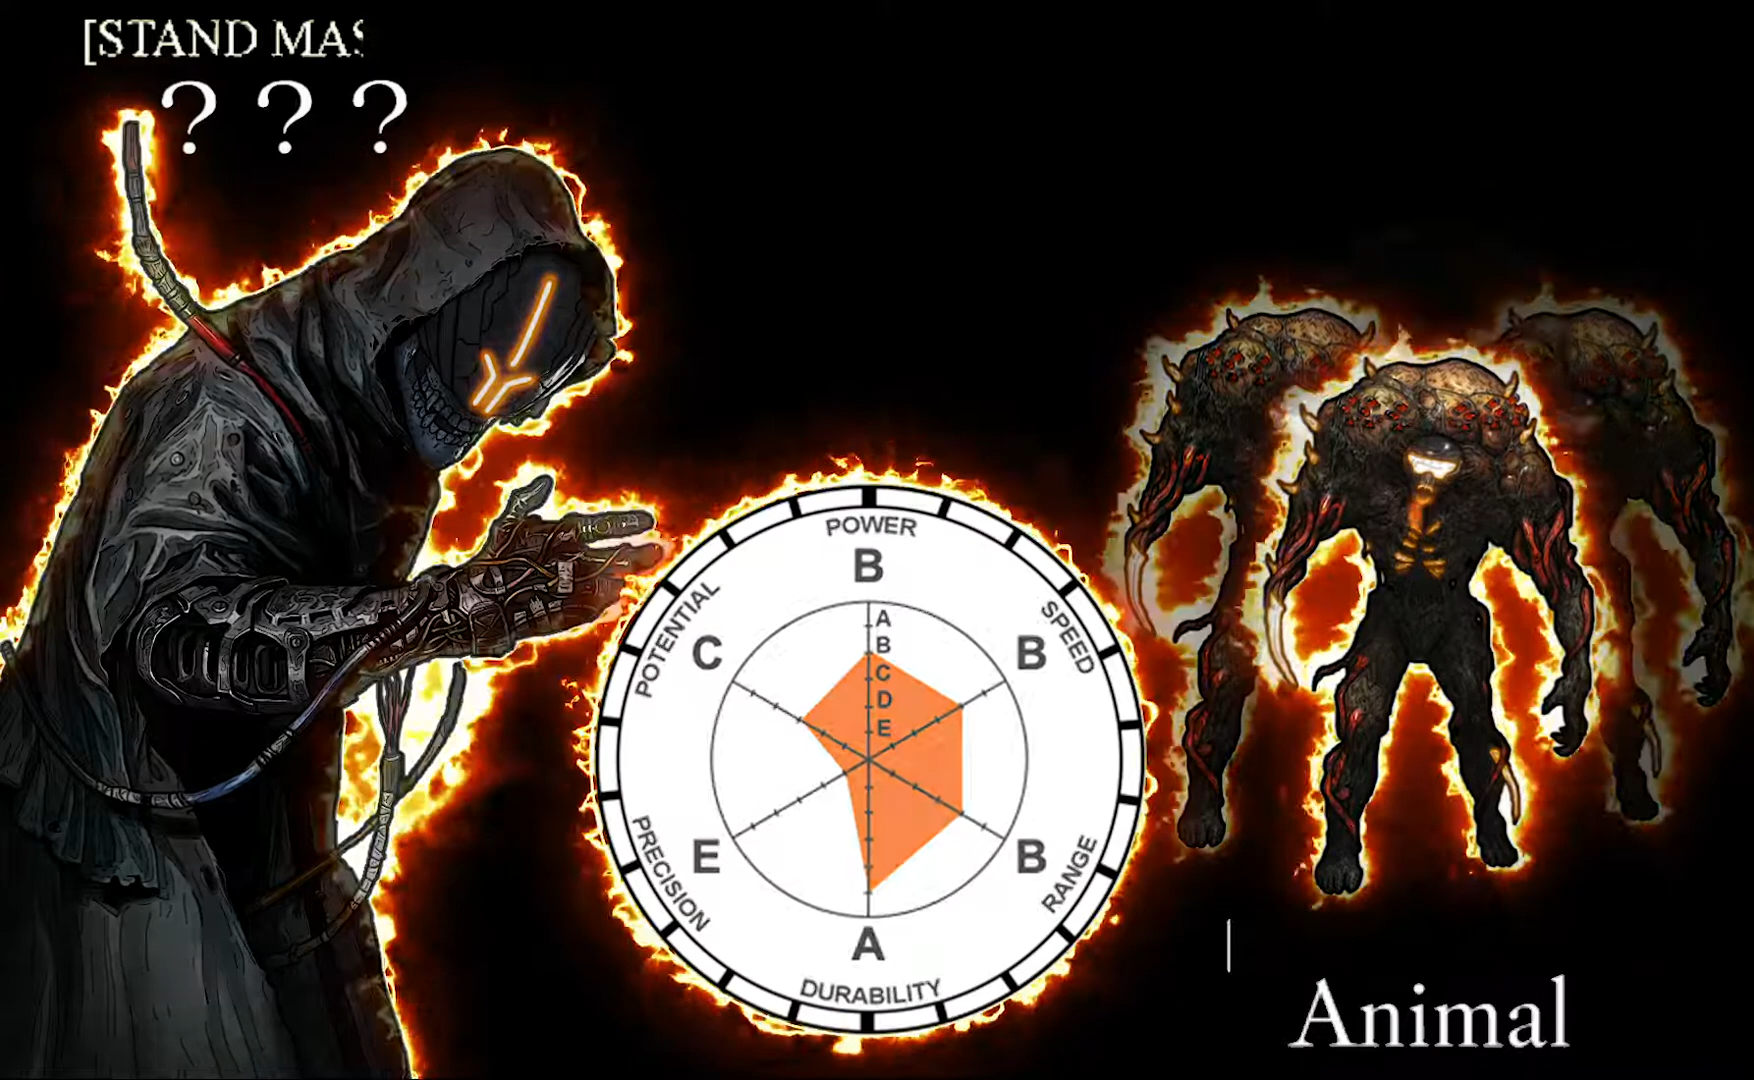 [STAND MAS
? ? ?
POWER
B
POTENTIAL
C
SPEED
B
A
B
C
D
E
PRECISION
E
RANGE
B
A
DURABILITY
Animal